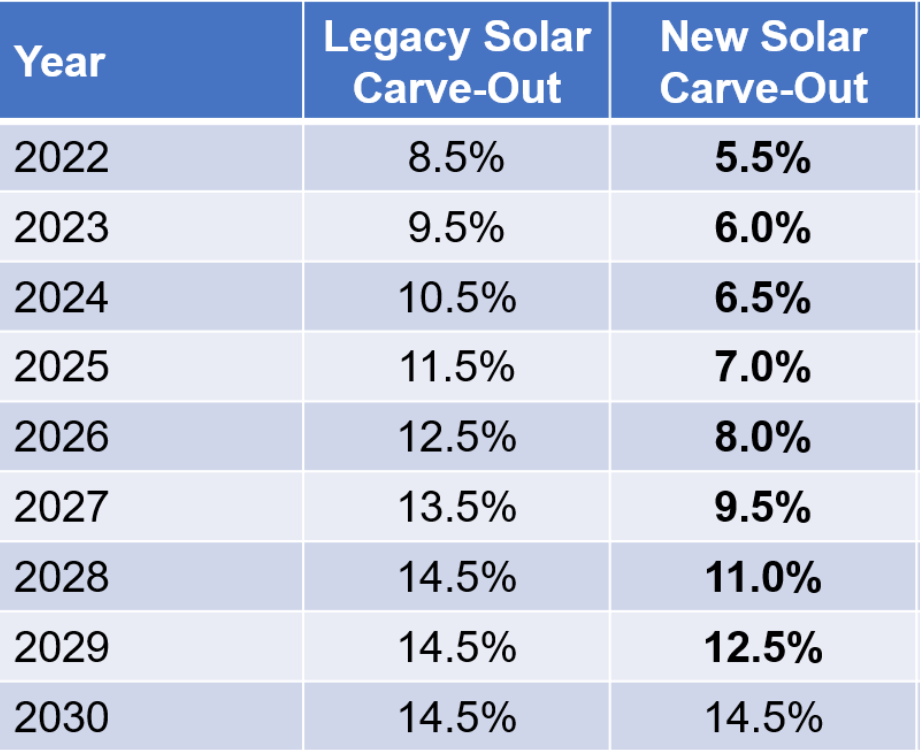 Year Legacy Solar Carve-Out New Solar Carve-Out
2022 8.5% 5.5%
2023 9.5% 6.0%
2024 10.5% 6.5%
2025 11.5% 7.0%
2026 12.5% 8.0%
2027 13.5% 9.5%
2028 14.5% 11.0%
2029 14.5% 12.5%
2030 14.5% 14.5%